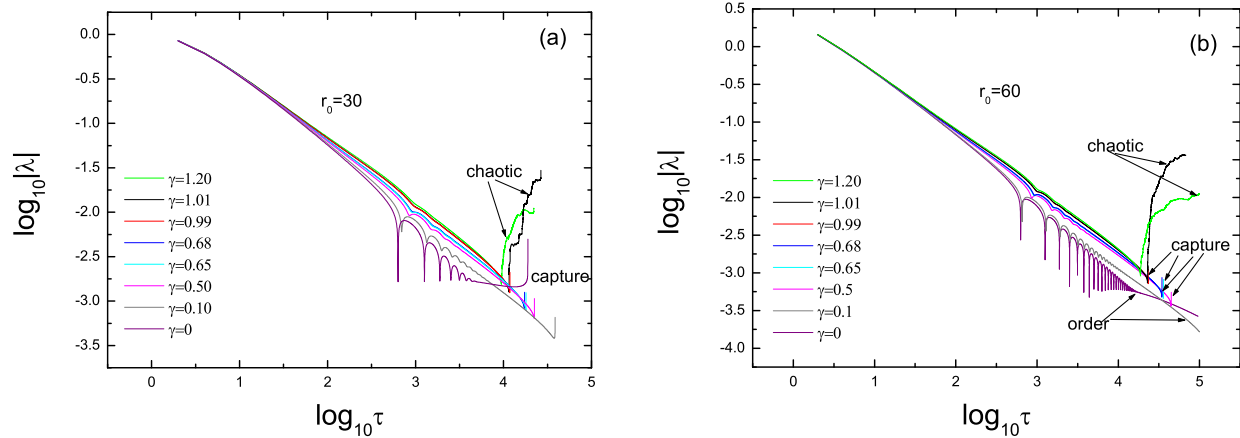 (a)
r₀=30
chaotic
capture
γ=1.20
γ=1.01
γ=0.99
γ=0.68
γ=0.65
γ=0.50
γ=0.10
γ=0
0.0
-0.5
-1.0
-1.5
-2.0
-2.5
-3.0
-3.5
0 1 2 3 4 5
log₁₀|λ|
log₁₀τ
(b)
r₀=60
chaotic
capture
order
γ=1.20
γ=1.01
γ=0.99
γ=0.68
γ=0.65
γ=0.5
γ=0.1
γ=0
0.5
0.0
-0.5
-1.0
-1.5
-2.0
-2.5
-3.0
-3.5
-4.0
0 1 2 3 4 5
log₁₀|λ|
log₁₀τ